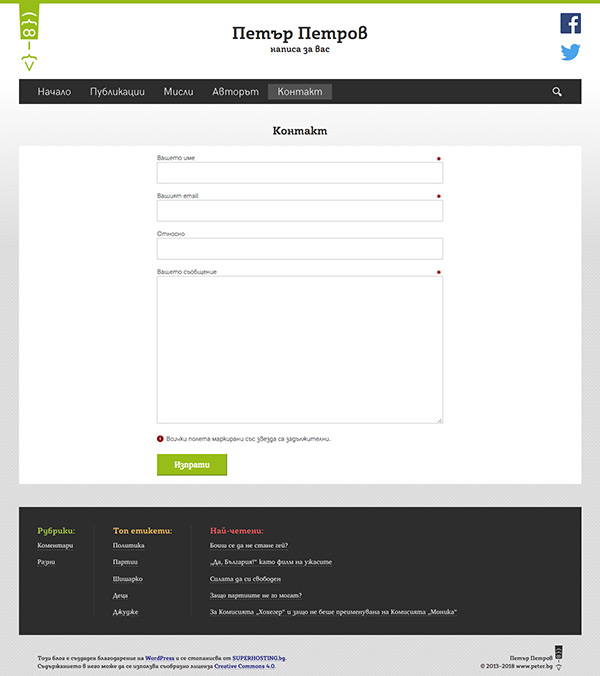 Петър Петров
написа за вас
Начало Публикации Мисли Авторът Контакт
Контакт
Вашето име *
Вашият email *
Относно
Вашето съобщение *
Всички полета маркирани със звезда са задължителни.
Изпрати
Рубрики: Топ етикети: Най-четени:
Коментари Политика Боиш се да не стане гей?
Разни Партии „Да, България!“ като филм на ужасите
Шишарко Силата да си свободен
Деца Защо партиите не го могат?
Джудже За Комисията „Хохегер“ и защо не беше преименувана на Комисията „Моника“
Този блог е създаден благодарение на WordPress и се стопанисва от SUPERHOSTING.bg.
Съдържанието в него може да се използва съобразно лиценза Creative Commons 4.0.
Петър Петров
© 2013-2018 www.peter.bg